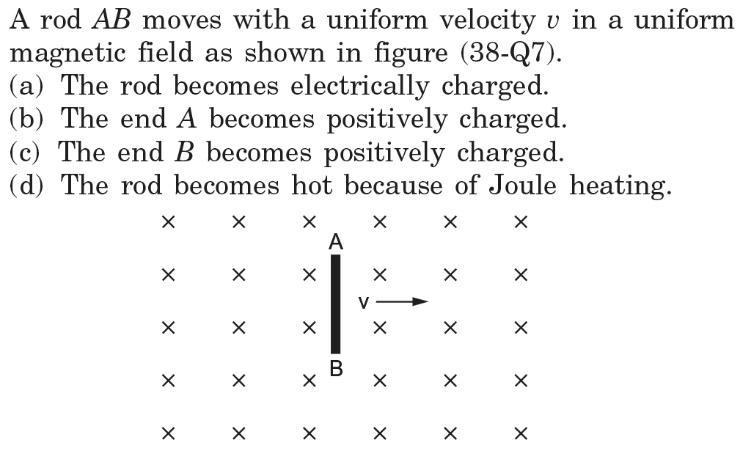 A rod AB moves with a uniform velocity v in a uniform
magnetic field as shown in figure (38-Q7).
(a) The rod becomes electrically charged.
(b) The end A becomes positively charged.
(c) The end B becomes positively charged.
(d) The rod becomes hot because of Joule heating.
× × × × × ×
A
× × × × × ×
v
× × × × × ×
B
× × × × × ×
× × × × × ×